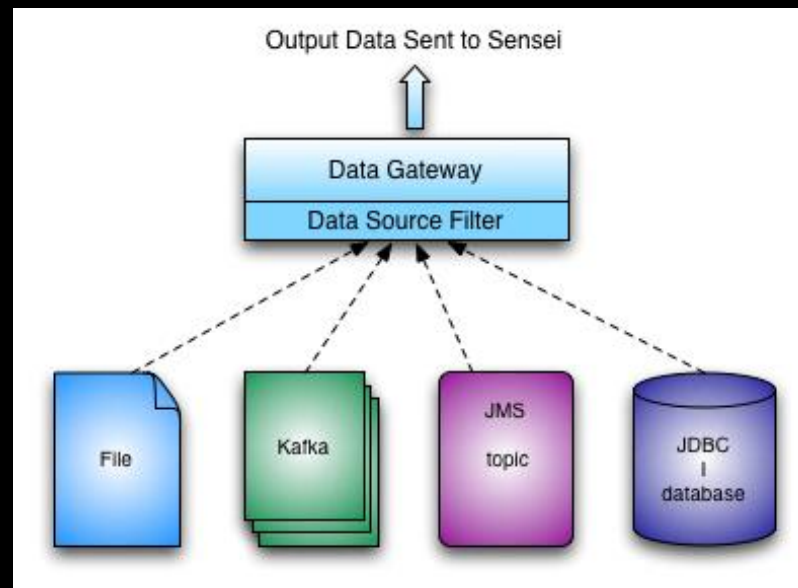 Output Data Sent to Sensei
Data Gateway
Data Source Filter
File
Kafka
JMS
topic
JDBC
l
database